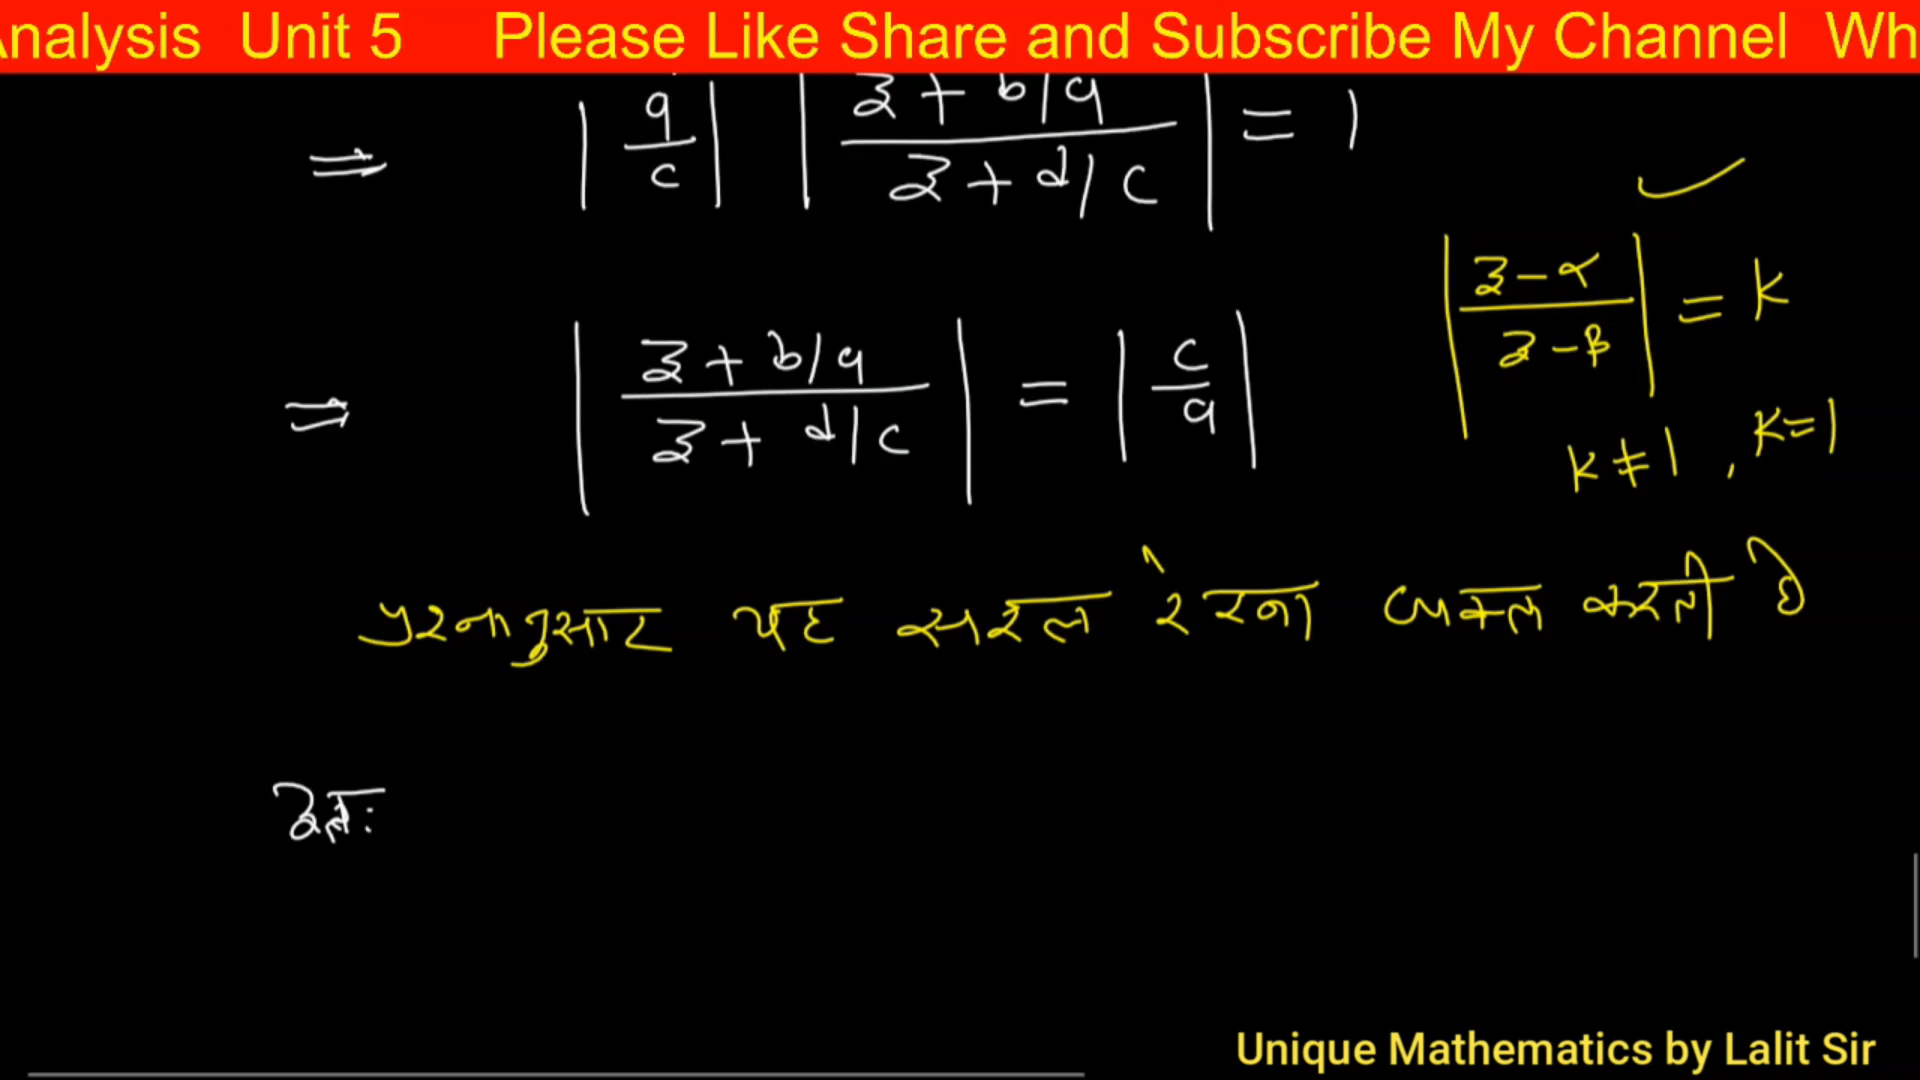 Analysis Unit 5 Please Like Share and Subscribe My Channel Wh
⇒ |a/c| |z + b/a / z + d/c| = 1
⇒ |z + b/a / z + d/c| = |c/a|
|z - α / z - β| = k
k ≠ 1, k = 1
प्रश्नानुसार यह सरल रेखा व्यक्त करती है
अतः
Unique Mathematics by Lalit Sir